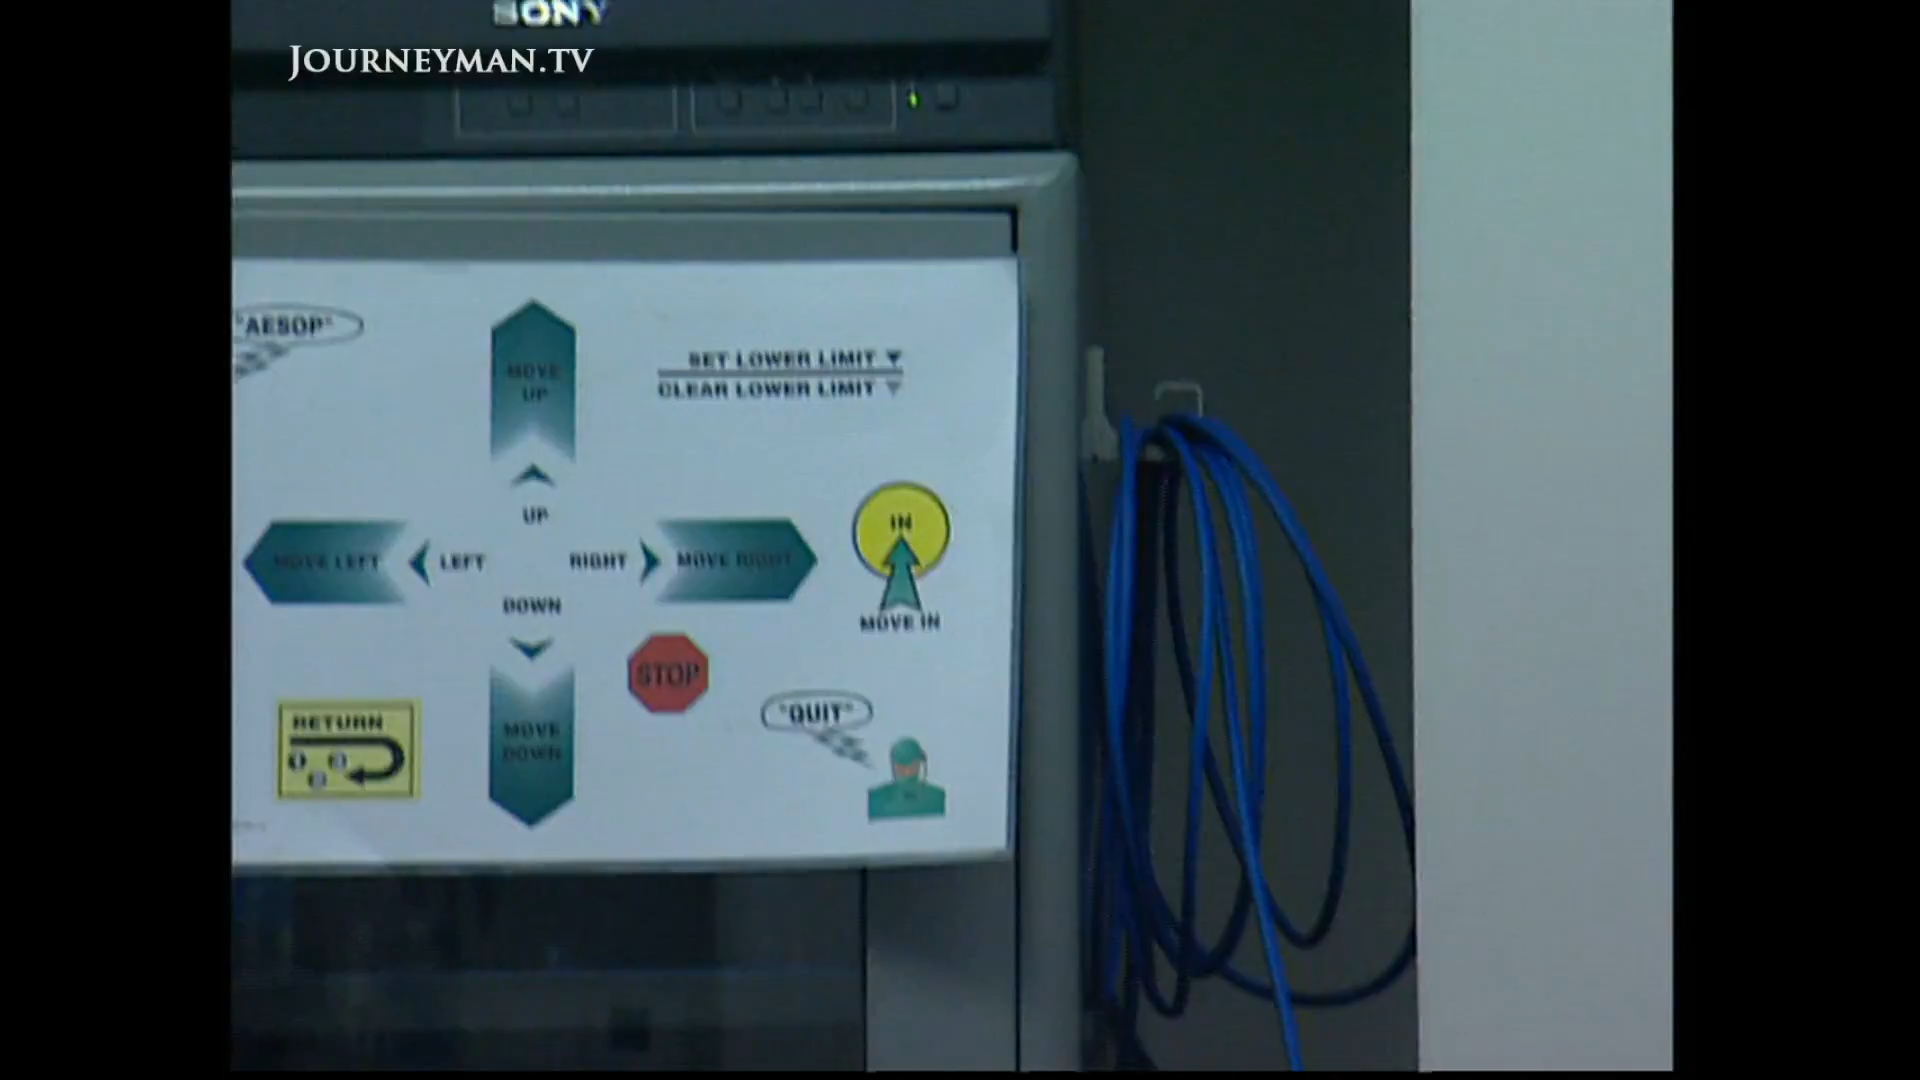 SONY
JOURNEYMAN.TV
"AESOP"
MOVE
UP
SET LOWER LIMIT
CLEAR LOWER LIMIT
UP
IN
MOVE LEFT
LEFT
RIGHT
MOVE RIGHT
DOWN
MOVE IN
STOP
"QUIT"
RETURN
MOVE
DOWN